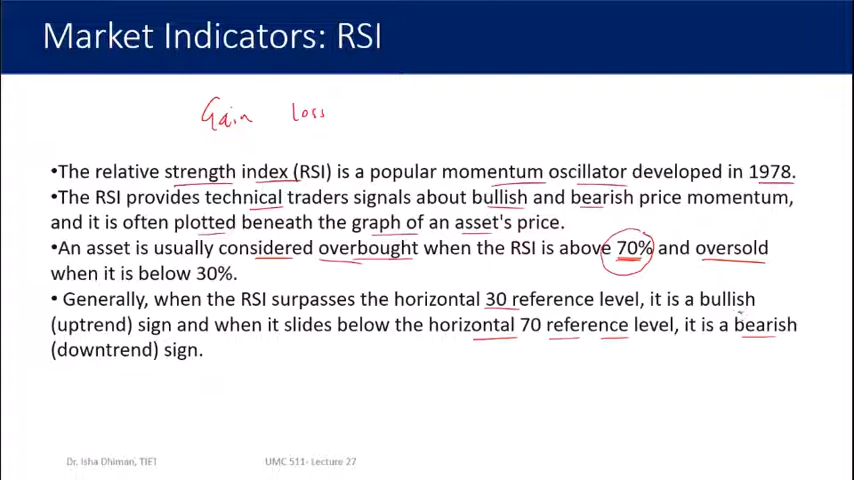 Market Indicators: RSI
Gain loss
•The relative strength index (RSI) is a popular momentum oscillator developed in 1978.
•The RSI provides technical traders signals about bullish and bearish price momentum,
and it is often plotted beneath the graph of an asset's price.
•An asset is usually considered overbought when the RSI is above 70% and oversold
when it is below 30%.
• Generally, when the RSI surpasses the horizontal 30 reference level, it is a bullish
(uptrend) sign and when it slides below the horizontal 70 reference level, it is a bearish
(downtrend) sign.
Dr. Isha Dhiman, TIET UMC 511- Lecture 27